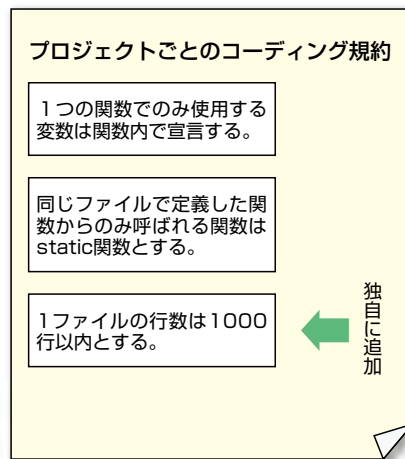 プロジェクトごとのコーディング規約
１つの関数でのみ使用する
変数は関数内で宣言する。
同じファイルで定義した関
数からのみ呼ばれる関数は
static関数とする。
1ファイルの行数は1000
行以内とする。
独自に追加